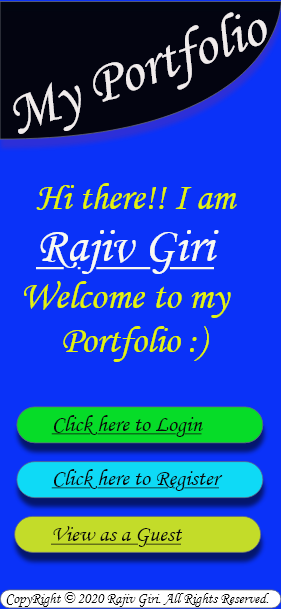 My Portfolio
Hi there!! I am
Rajiv Giri
Welcome to my
Portfolio :)
Click here to Login
Click here to Register
View as a Guest
CopyRight © 2020 Rajiv Giri. All Rights Reserved.